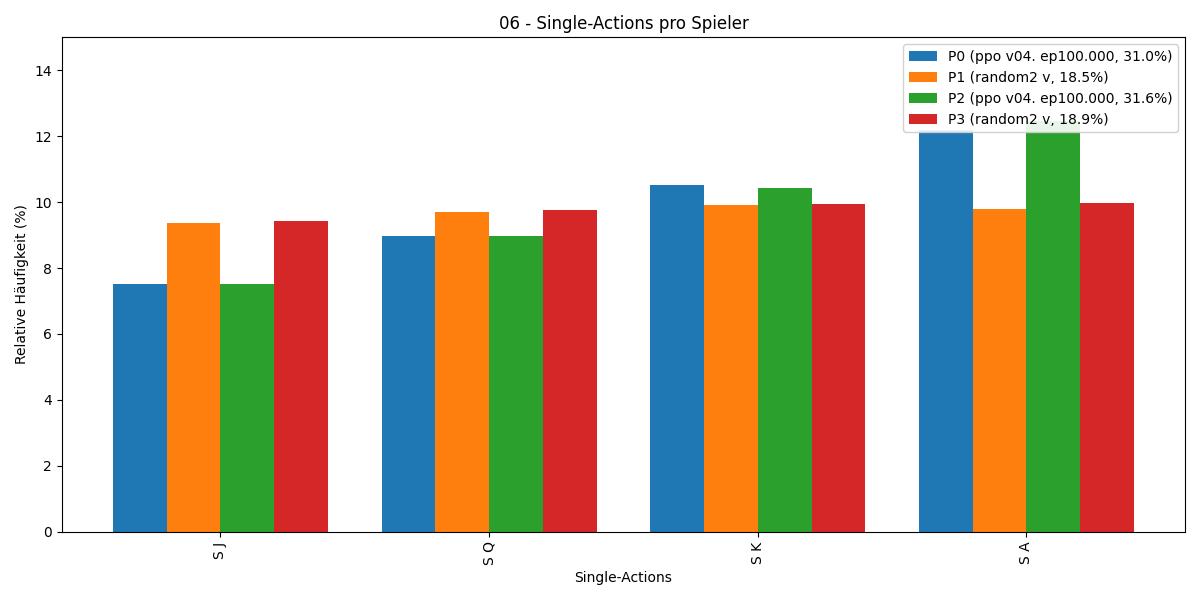 06 - Single-Actions pro Spieler
P0 (ppo v04. ep100.000, 31.0%)
P1 (random2 v, 18.5%)
P2 (ppo v04. ep100.000, 31.6%)
P3 (random2 v, 18.9%)
Relative Häufigkeit (%)
14
12
10
8
6
4
2
0
S J
S Q
S K
S A
Single-Actions